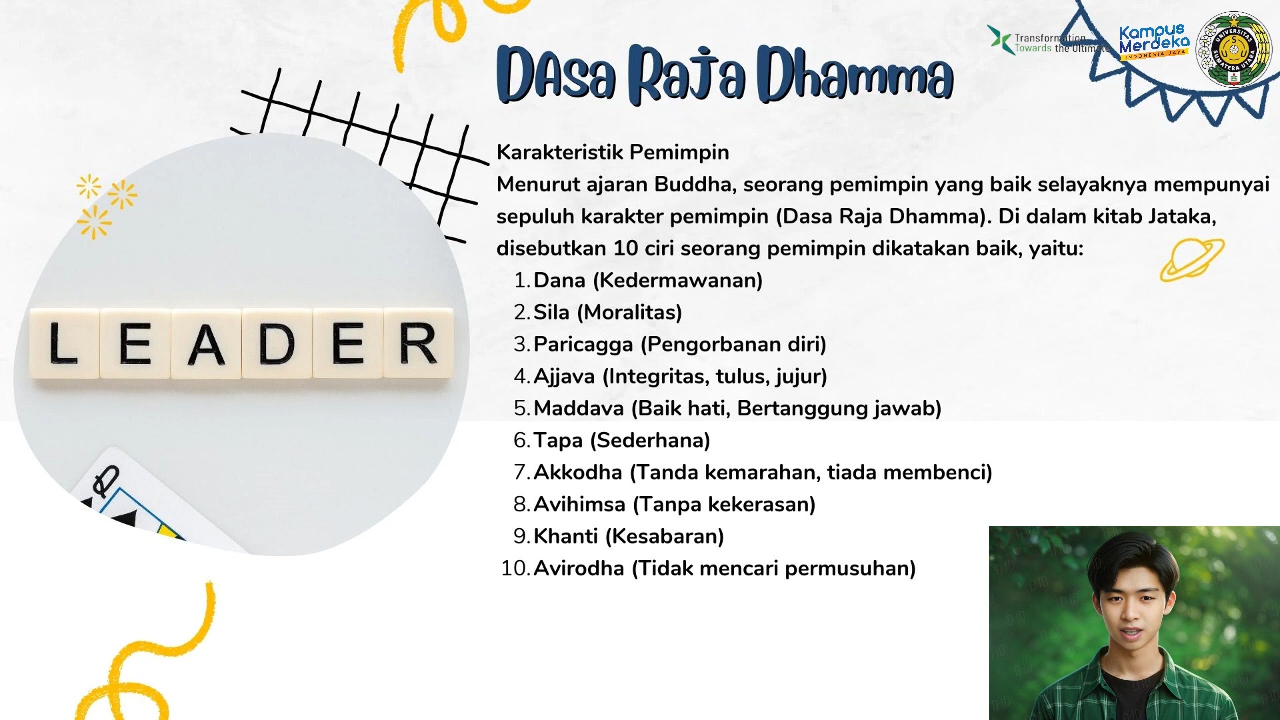 DAsa Raja Dhamma
Transformation
Towards the Ultimate
Kampus
Merdeka
INDONESIA JAYA
Karakteristik Pemimpin
Menurut ajaran Buddha, seorang pemimpin yang baik selayaknya mempunyai
sepuluh karakter pemimpin (Dasa Raja Dhamma). Di dalam kitab Jataka,
disebutkan 10 ciri seorang pemimpin dikatakan baik, yaitu:
1. Dana (Kedermawanan)
2. Sila (Moralitas)
3. Paricagga (Pengorbanan diri)
4. Ajjava (Integritas, tulus, jujur)
5. Maddava (Baik hati, Bertanggung jawab)
6. Tapa (Sederhana)
7. Akkodha (Tanda kemarahan, tiada membenci)
8. Avihimsa (Tanpa kekerasan)
9. Khanti (Kesabaran)
10. Avirodha (Tidak mencari permusuhan)
LEADER
Q